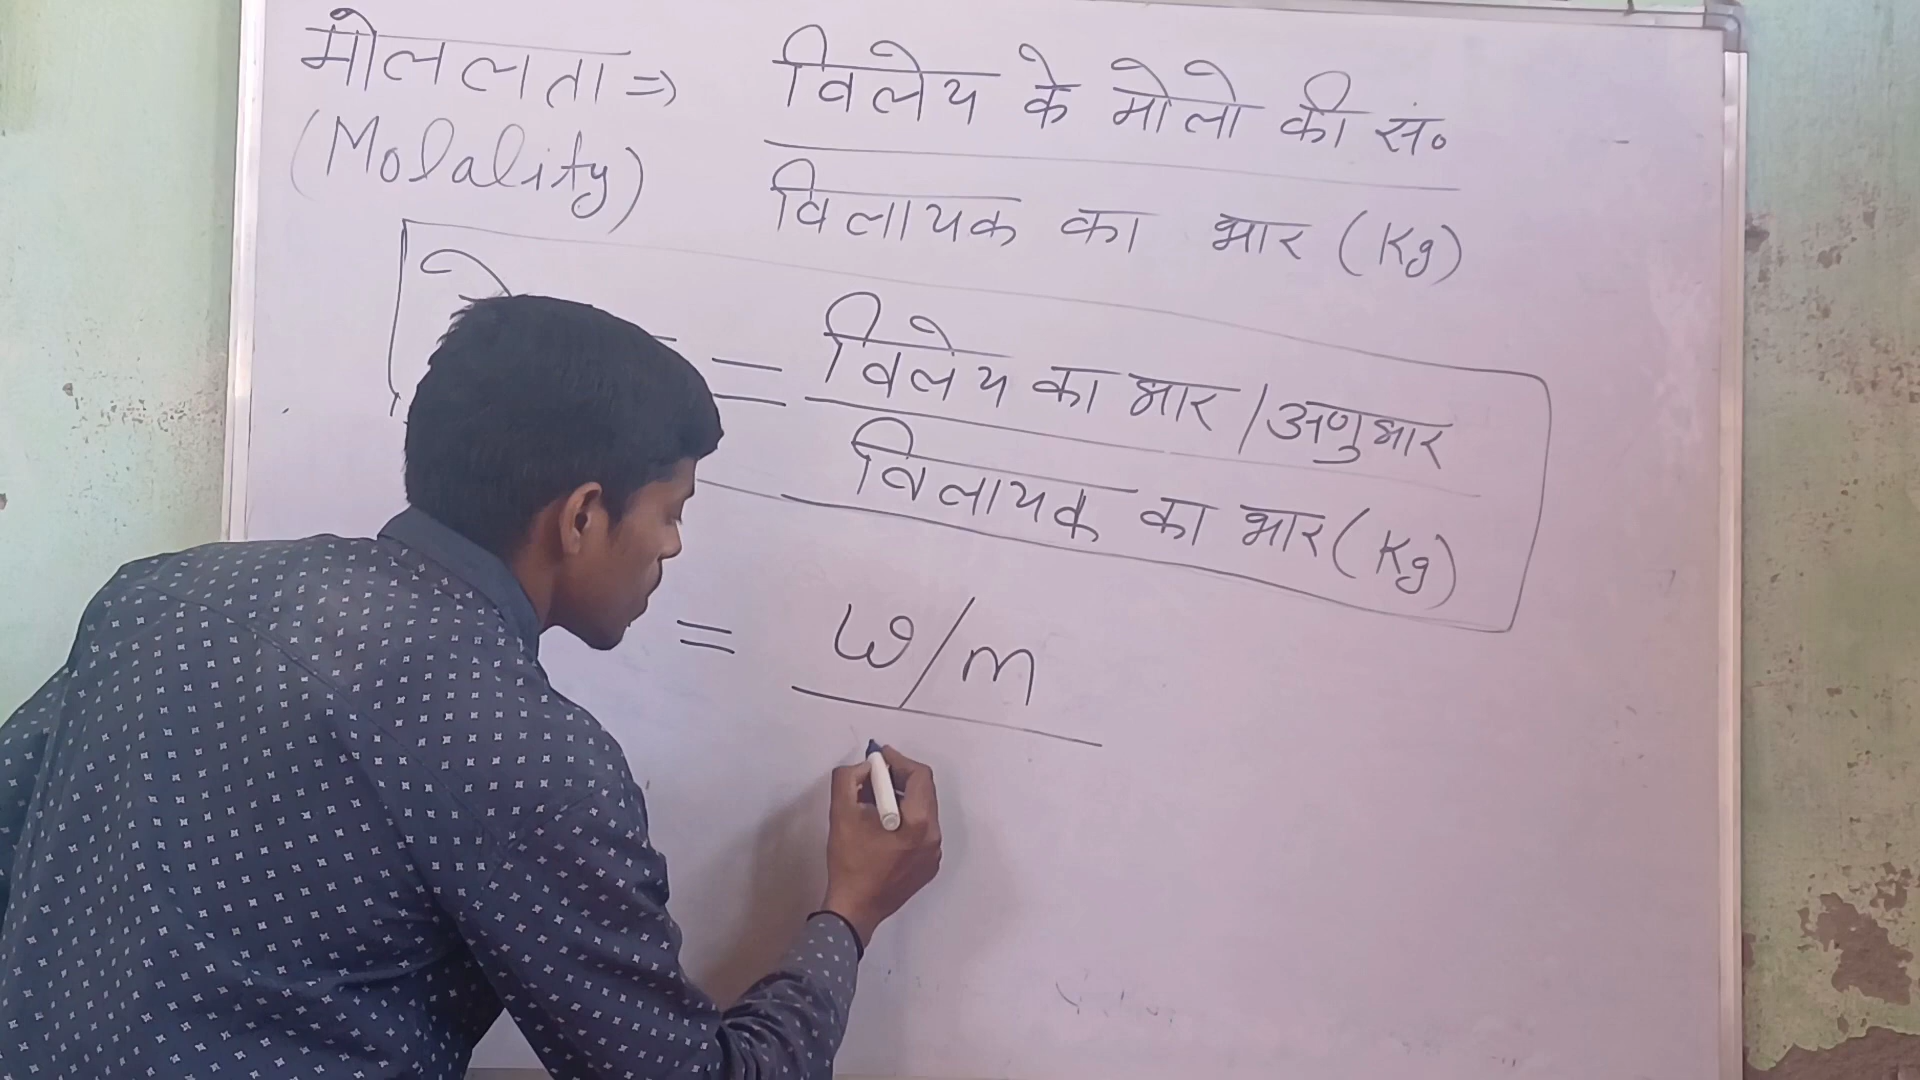 मोललता => विलेय के मोलो की सं०
(Molality) विलायक का भार (Kg)
= विलेय का भार / अणुभार
विलायक का भार (Kg)
= w/m